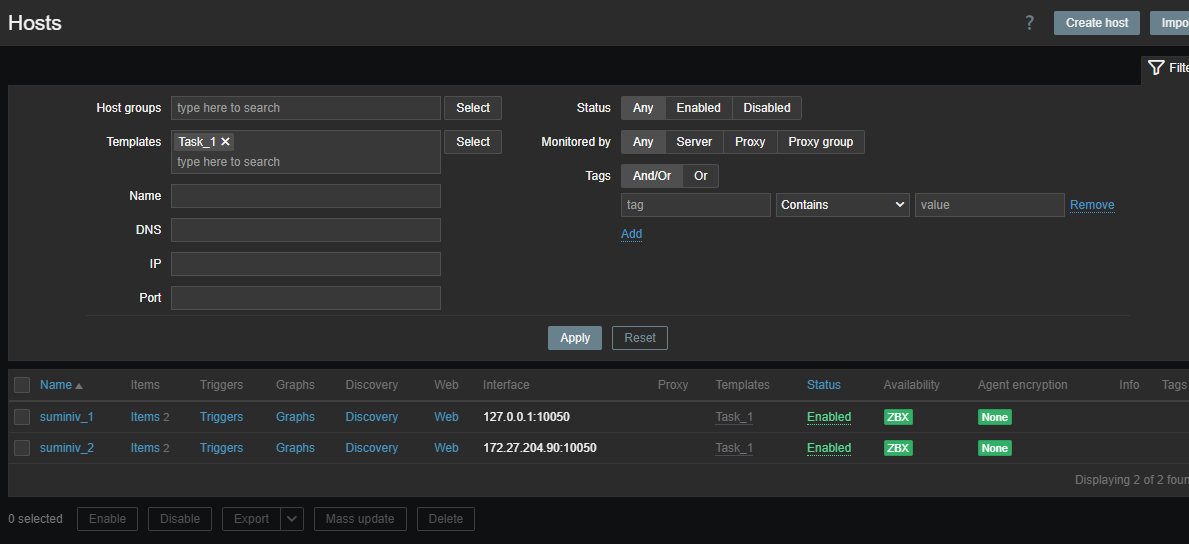 Hosts
? Create host Impo
Filte
Host groups type here to search Select Status Any Enabled Disabled
Templates Task_1 ✕ Select Monitored by Any Server Proxy Proxy group
type here to search
Tags And/Or Or
Name tag Contains value Remove
DNS Add
IP
Port
Apply Reset
Name Items Triggers Graphs Discovery Web Interface Proxy Templates Status Availability Agent encryption Info Tags
suminiv_1 Items 2 Triggers Graphs Discovery Web 127.0.0.1:10050 Task_1 Enabled ZBX None
suminiv_2 Items 2 Triggers Graphs Discovery Web 172.27.204.90:10050 Task_1 Enabled ZBX None
Displaying 2 of 2 foun
0 selected Enable Disable Export Mass update Delete